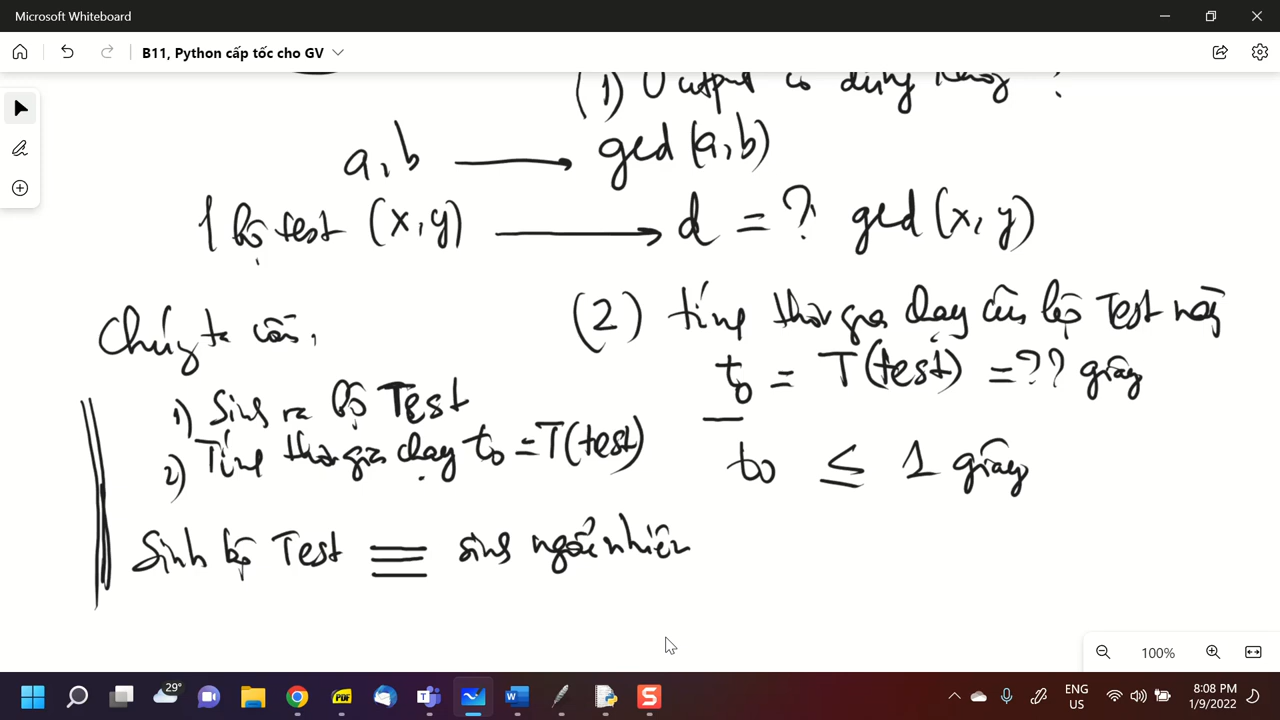 Microsoft Whiteboard
B11, Python cấp tốc cho GV
(1) Output có đúng không ?
a, b → gcd(a, b)
1 bộ test (x, y) → d = ? gcd(x, y)
Chúng ta cần,
1) Sinh ra bộ Test
2) Tính thời gian chạy t₀ = T(test)
Sinh bộ Test ≡ sinh ngẫu nhiên
(2) tính thời gian chạy của bộ Test này
t₀ = T(test) = ?? giây
t₀ ≤ 1 giây
100%
29°
ENG
US
8:08 PM
1/9/2022